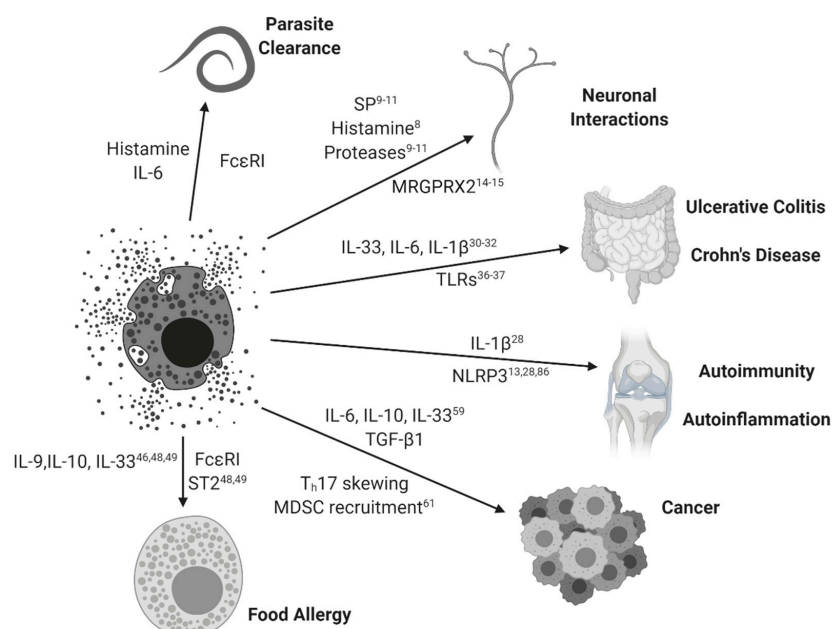 Parasite
Clearance
Histamine
IL-6
FcεRI
SP9-11
Histamine8
Proteases9-11
MRGPRX214-15
Neuronal
Interactions
IL-33, IL-6, IL-1β30-32
TLRs36-37
Ulcerative Colitis
Crohn's Disease
IL-1β28
NLRP313,28,86
Autoimmunity
Autoinflammation
IL-6, IL-10, IL-3359
TGF-β1
Th17 skewing
MDSC recruitment61
Cancer
IL-9,IL-10, IL-3346,48,49
FcεRI
ST248,49
Food Allergy